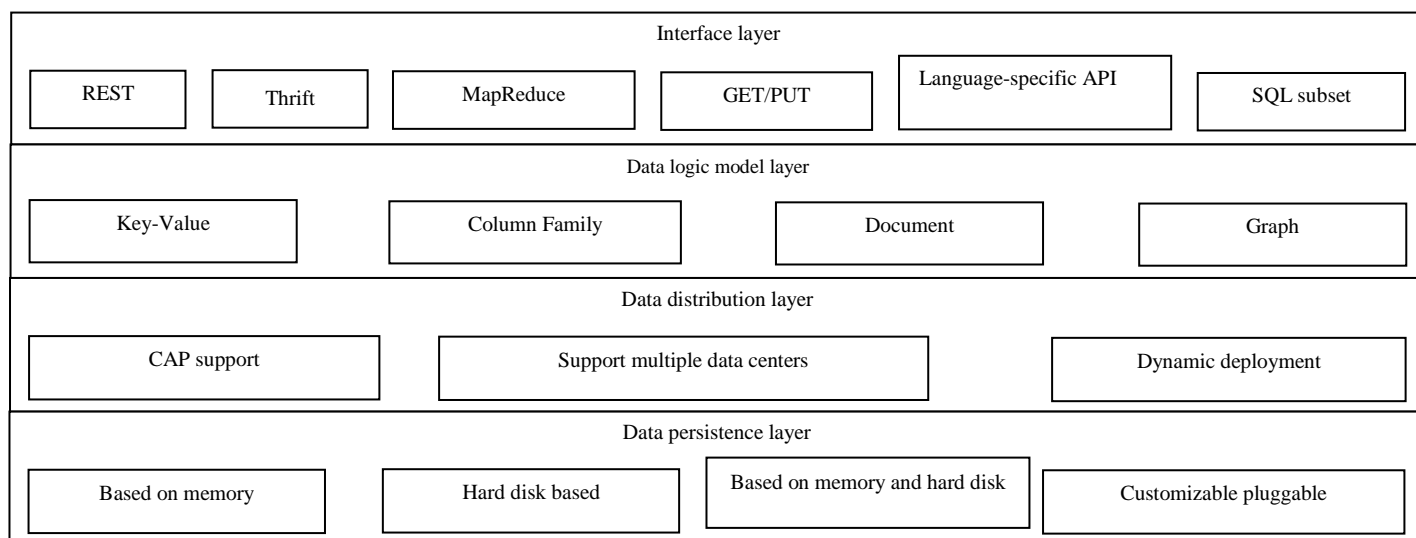 Interface layer
REST
Thrift
MapReduce
GET/PUT
Language-specific API
SQL subset
Data logic model layer
Key-Value
Column Family
Document
Graph
Data distribution layer
CAP support
Support multiple data centers
Dynamic deployment
Data persistence layer
Based on memory
Hard disk based
Based on memory and hard disk
Customizable pluggable